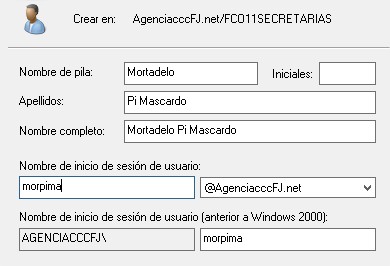 Crear en: AgenciacccFJ.net/FCO11SECRETARIAS
Nombre de pila: Mortadelo Iniciales:
Apellidos: Pi Mascardo
Nombre completo: Mortadelo Pi Mascardo
Nombre de inicio de sesión de usuario:
morpima @AgenciacccFJ.net
Nombre de inicio de sesión de usuario (anterior a Windows 2000):
AGENCIACCCFJ\ morpima